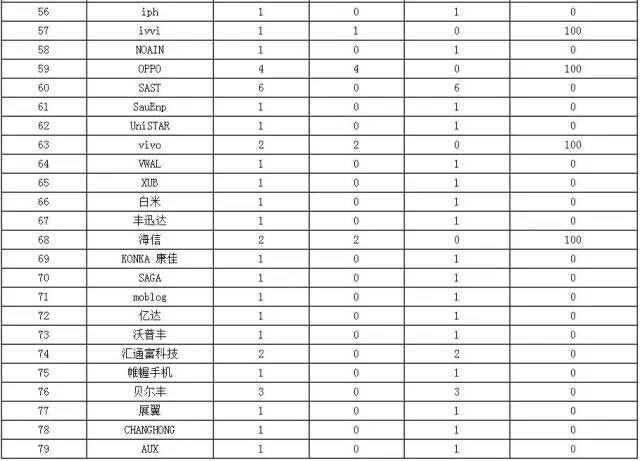 56 iph 1 0 1 0
57 ivvi 1 1 0 100
58 NOAIN 1 0 1 0
59 OPPO 4 4 0 100
60 SAST 6 0 6 0
61 SauEnp 1 0 1 0
62 UniSTAR 1 0 1 0
63 vivo 2 2 0 100
64 VWAL 1 0 1 0
65 XUB 1 0 1 0
66 白米 1 0 1 0
67 丰迅达 1 0 1 0
68 海信 2 2 0 100
69 KONKA 康佳 1 0 1 0
70 SAGA 1 0 1 0
71 moblog 1 0 1 0
72 亿达 1 0 1 0
73 沃普丰 1 0 1 0
74 汇通富科技 2 0 2 0
75 帷幄手机 1 0 1 0
76 贝尔丰 3 0 3 0
77 展翼 1 0 1 0
78 CHANGHONG 1 0 1 0
79 AUX 1 0 1 0